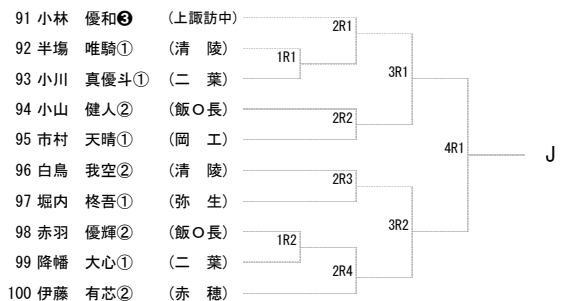 91 小林　優和❸　(上諏訪中)
92 半塲　唯騎①　(清　陵)
93 小川　真優斗①　(二　葉)
94 小山　健人②　(飯O長)
95 市村　天晴①　(岡　工)
96 白鳥　我空②　(清　陵)
97 堀内　柊吾①　(弥　生)
98 赤羽　優輝②　(飯O長)
99 降幡　大心①　(二　葉)
100 伊藤　有芯②　(赤　穂)
1R1
1R2
2R1
2R2
2R3
2R4
3R1
3R2
4R1
J